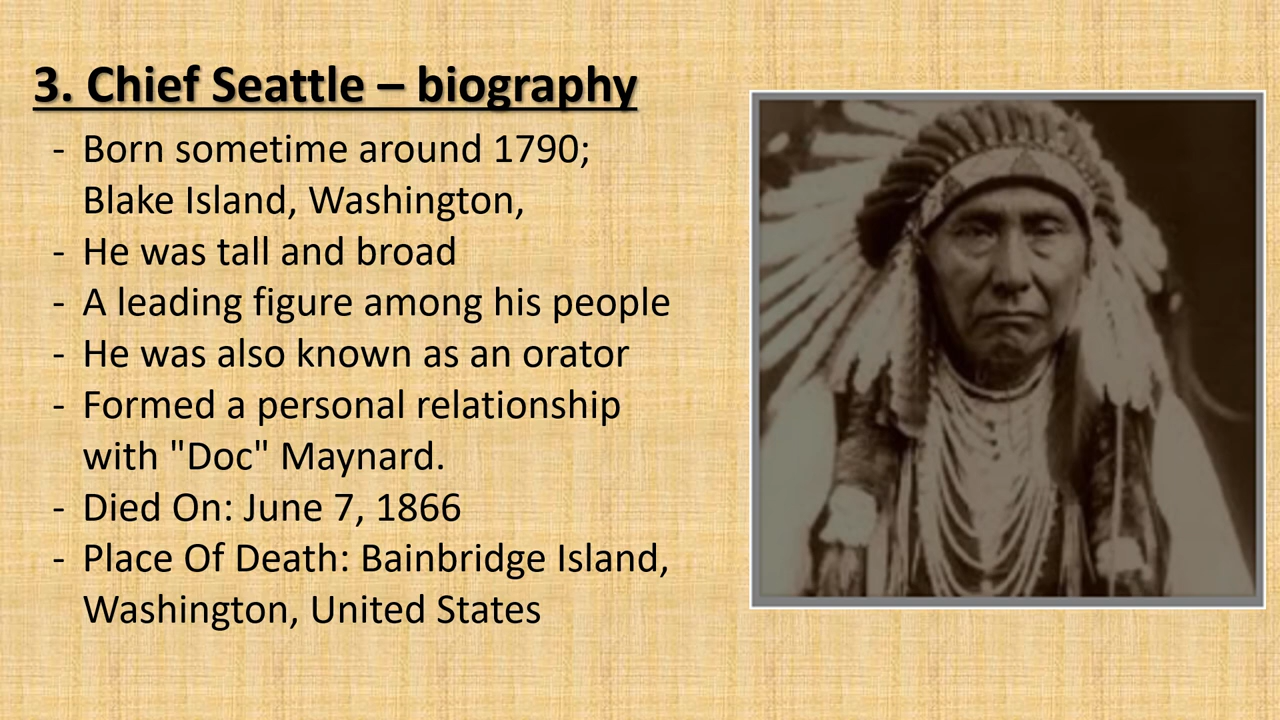 3. Chief Seattle – biography
- Born sometime around 1790;
Blake Island, Washington,
- He was tall and broad
- A leading figure among his people
- He was also known as an orator
- Formed a personal relationship
with "Doc" Maynard.
- Died On: June 7, 1866
- Place Of Death: Bainbridge Island,
Washington, United States